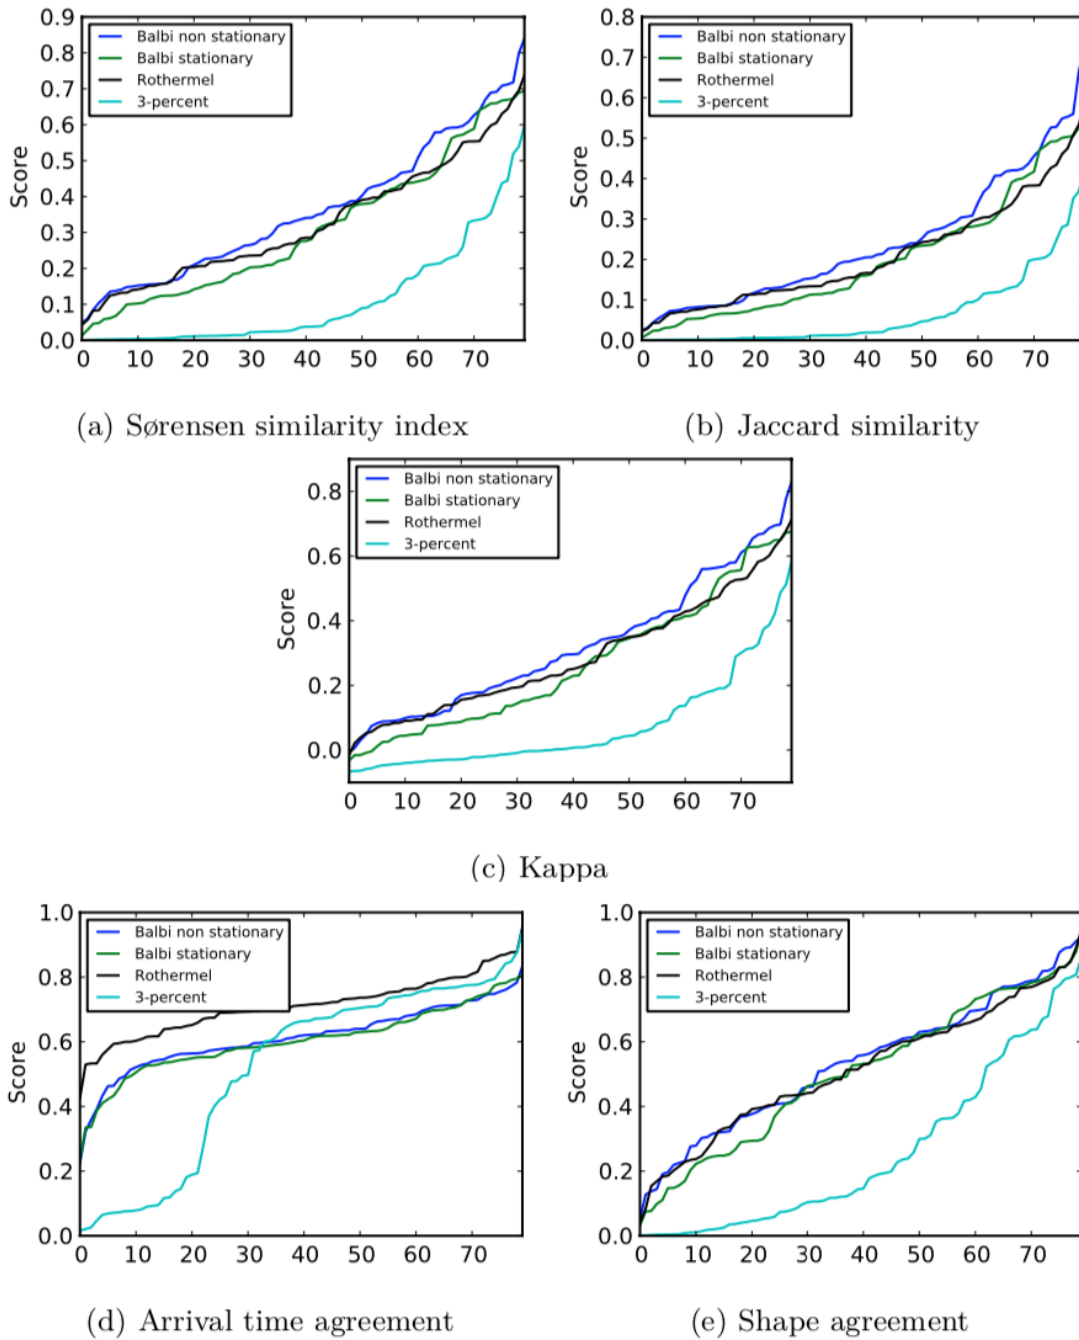 0.9
0.8
0.7
0.6
0.5
0.4
0.3
0.2
0.1
0.0
Score
Balbi non stationary
Balbi stationary
Rothermel
3-percent
0 10 20 30 40 50 60 70
(a) Sørensen similarity index
0.8
0.7
0.6
0.5
0.4
0.3
0.2
0.1
0.0
Score
Balbi non stationary
Balbi stationary
Rothermel
3-percent
0 10 20 30 40 50 60 70
(b) Jaccard similarity
0.8
0.6
0.4
0.2
0.0
Score
Balbi non stationary
Balbi stationary
Rothermel
3-percent
0 10 20 30 40 50 60 70
(c) Kappa
1.0
0.8
0.6
0.4
0.2
0.0
Score
Balbi non stationary
Balbi stationary
Rothermel
3-percent
0 10 20 30 40 50 60 70
(d) Arrival time agreement
1.0
0.8
0.6
0.4
0.2
0.0
Score
Balbi non stationary
Balbi stationary
Rothermel
3-percent
0 10 20 30 40 50 60 70
(e) Shape agreement